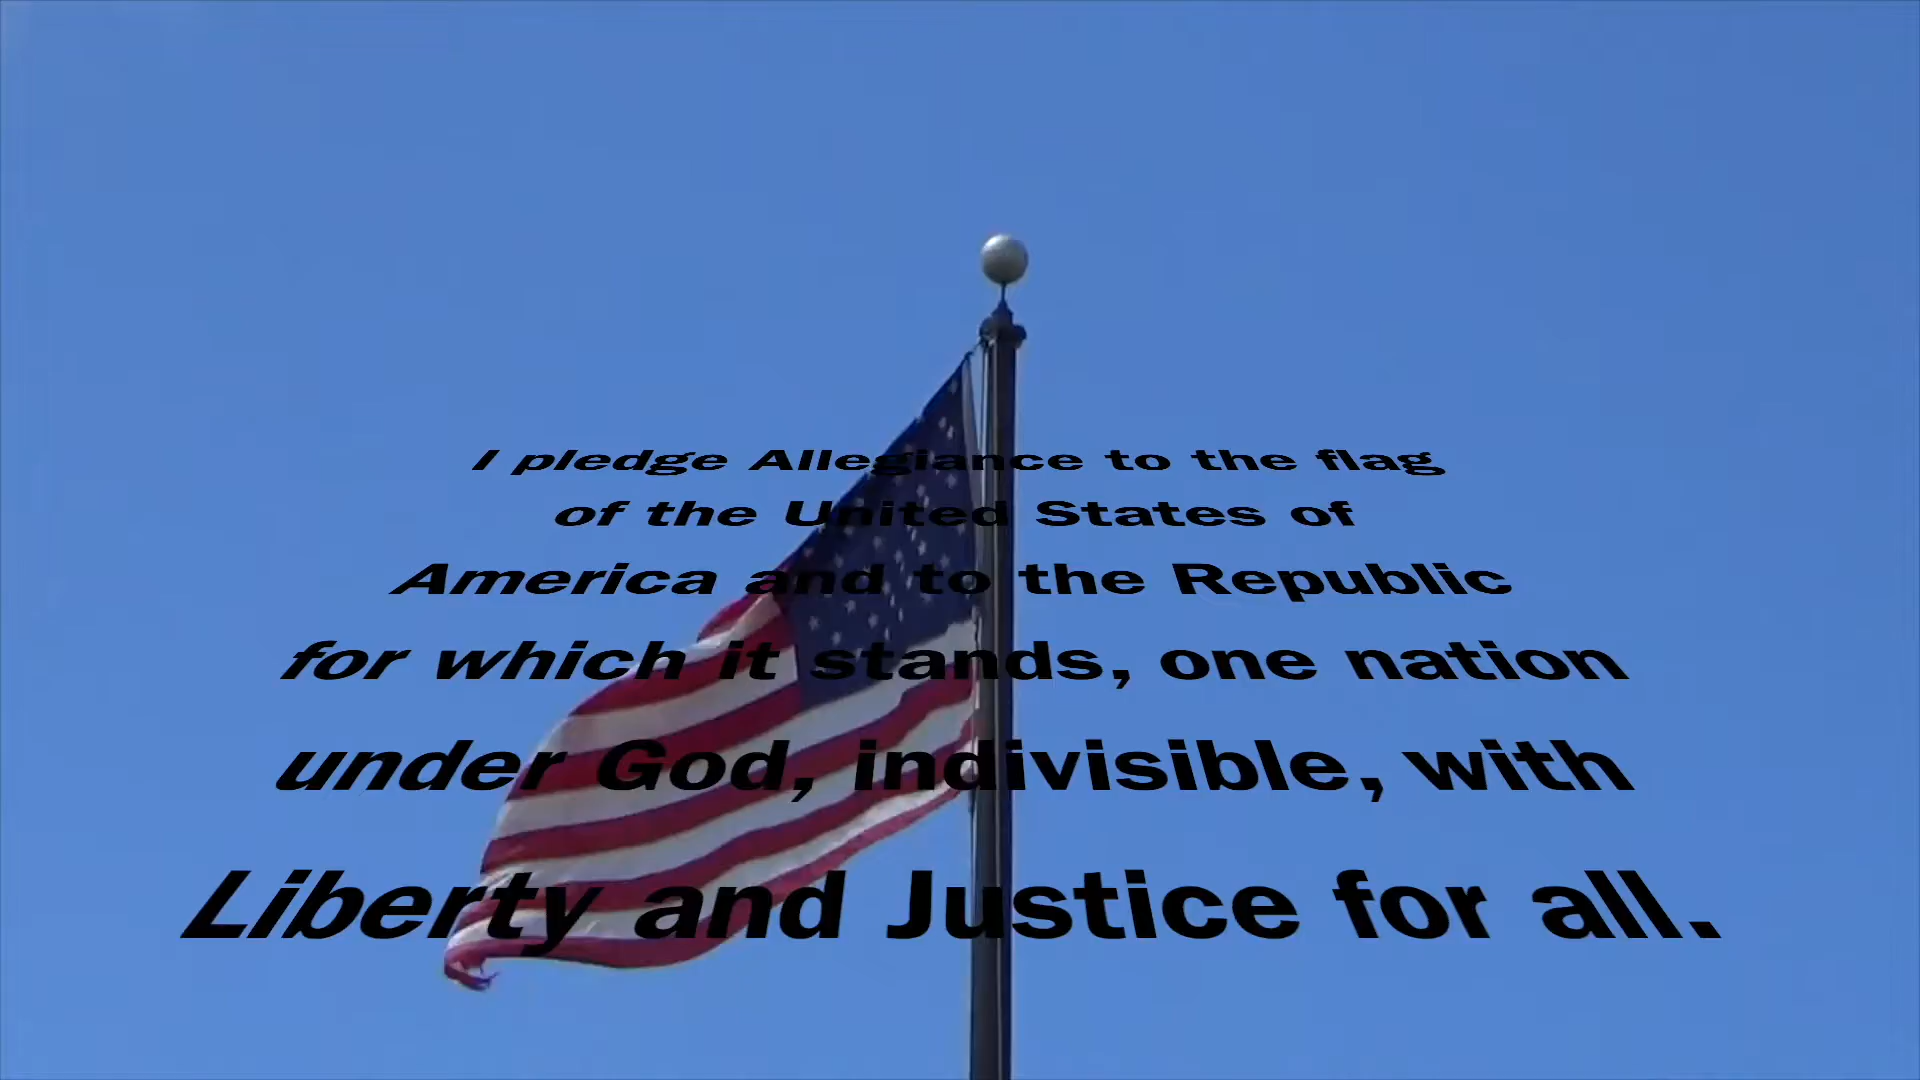 I pledge Allegiance to the flag
of the United States of
America and to the Republic
for which it stands, one nation
under God, indivisible, with
Liberty and Justice for all.